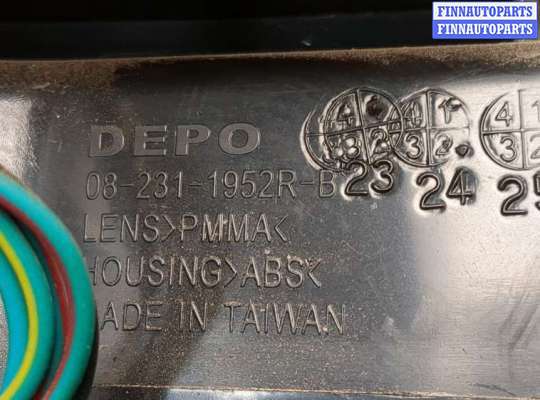 FINNAUTOPARTS
FINNAUTOPARTS
DEPO
08-231-1952R-B
LENS>PMMA<
HOUSING>ABS<
MADE IN TAIWAN
23 24 25